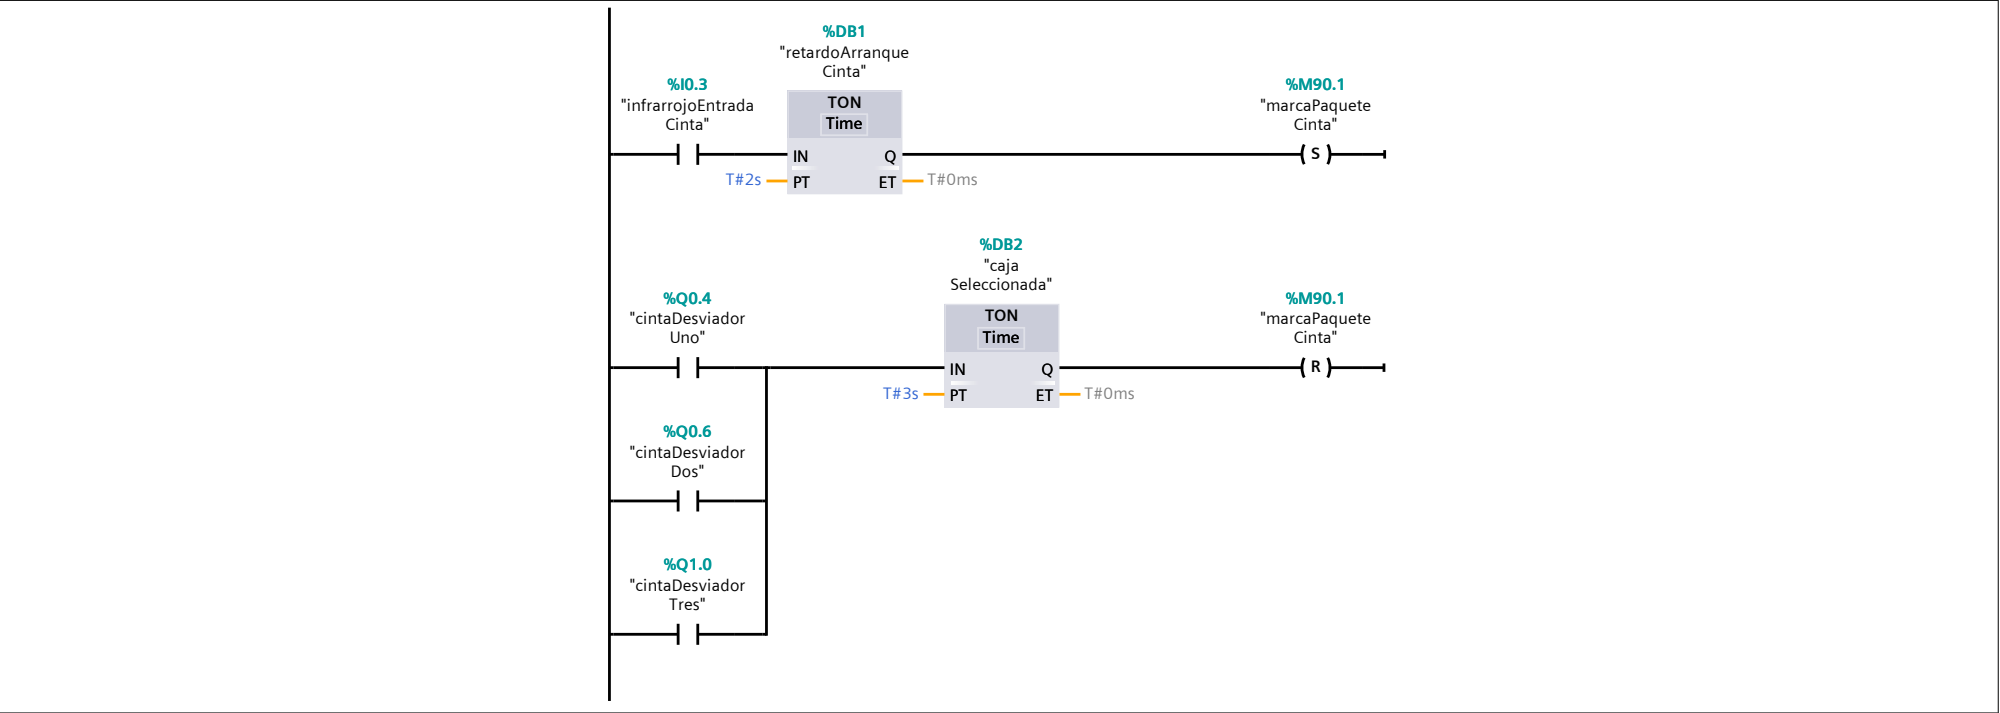 %DB1
"retardoArranque
Cinta"
%I0.3
"infrarrojoEntrada
Cinta"
TON
Time
IN
Q
T#2s
PT
ET
T#0ms
%M90.1
"marcaPaquete
Cinta"
S
%DB2
"caja
Seleccionada"
%Q0.4
"cintaDesviador
Uno"
TON
Time
IN
Q
T#3s
PT
ET
T#0ms
%M90.1
"marcaPaquete
Cinta"
R
%Q0.6
"cintaDesviador
Dos"
%Q1.0
"cintaDesviador
Tres"